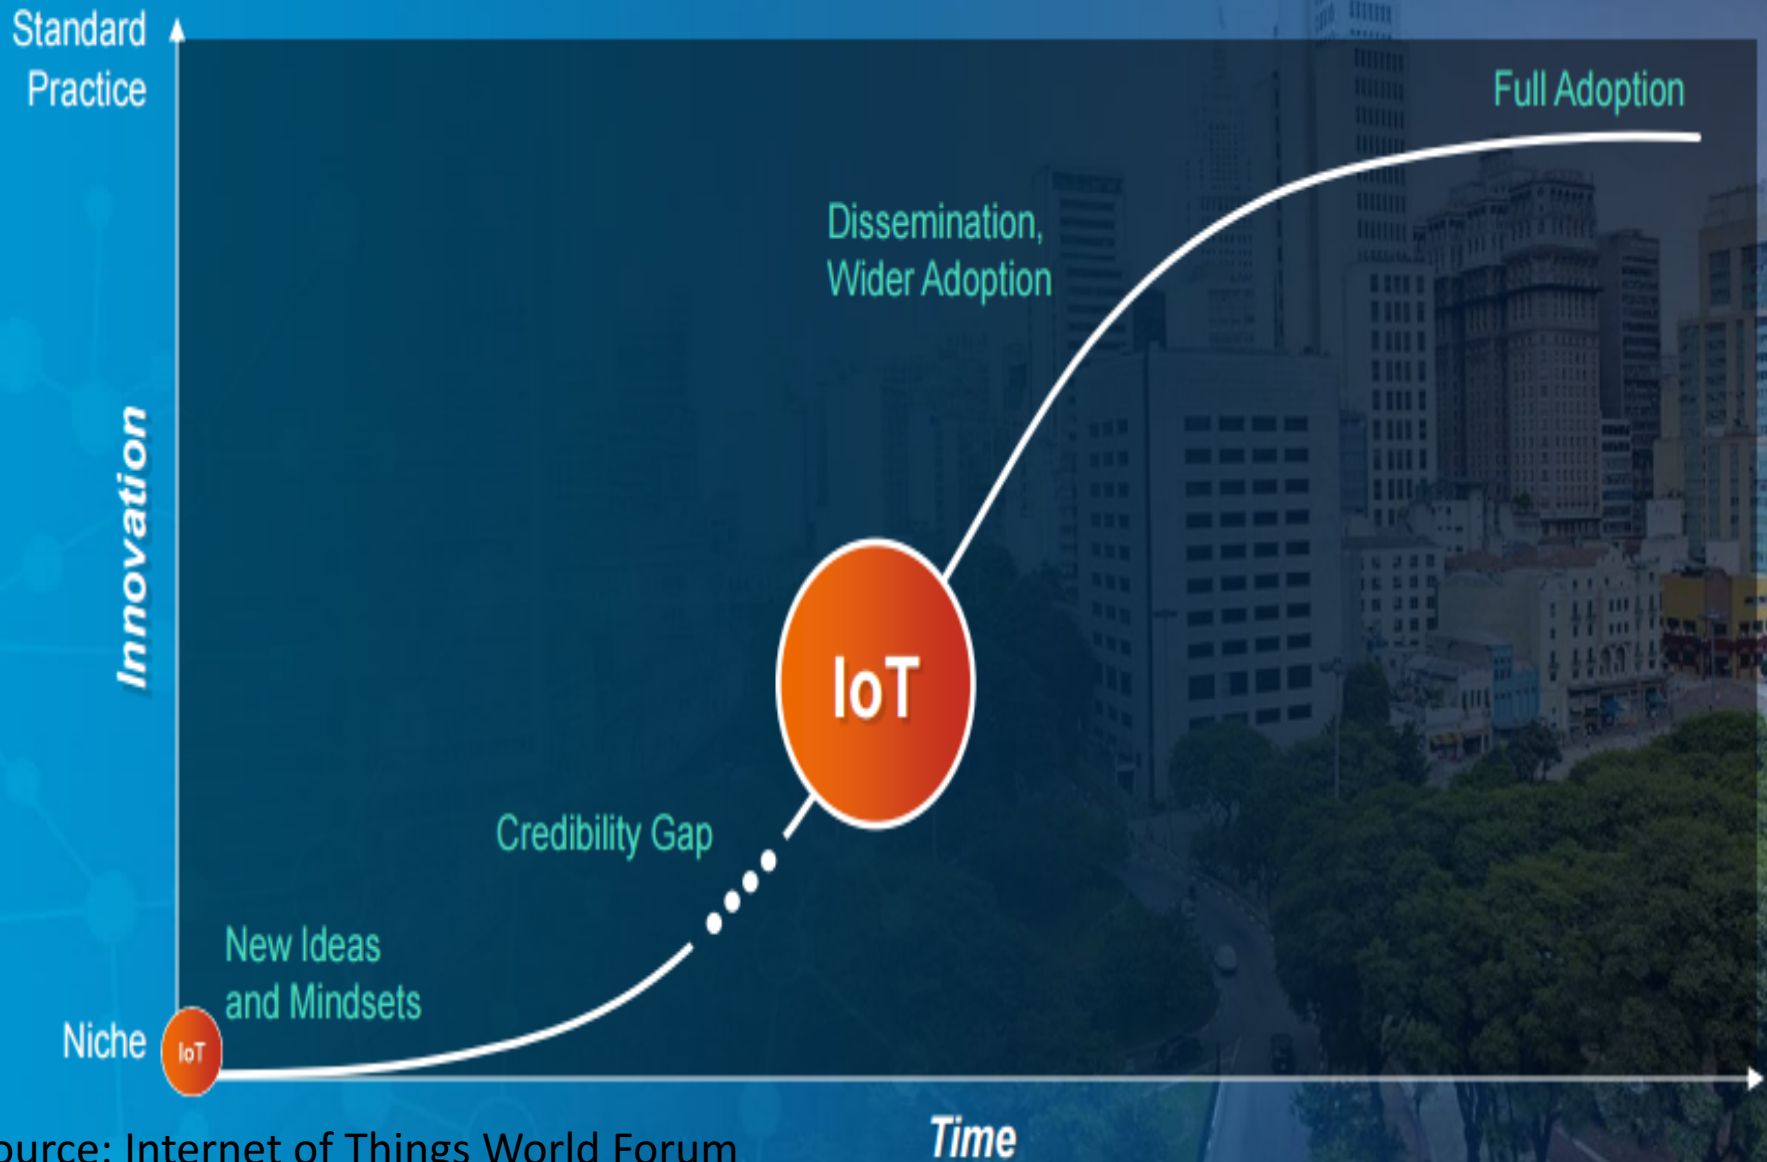 Standard
Practice
Full Adoption
Dissemination,
Wider Adoption
Innovation
IoT
Credibility Gap
New Ideas
and Mindsets
Niche
IoT
Time
ource: Internet of Things World Forum